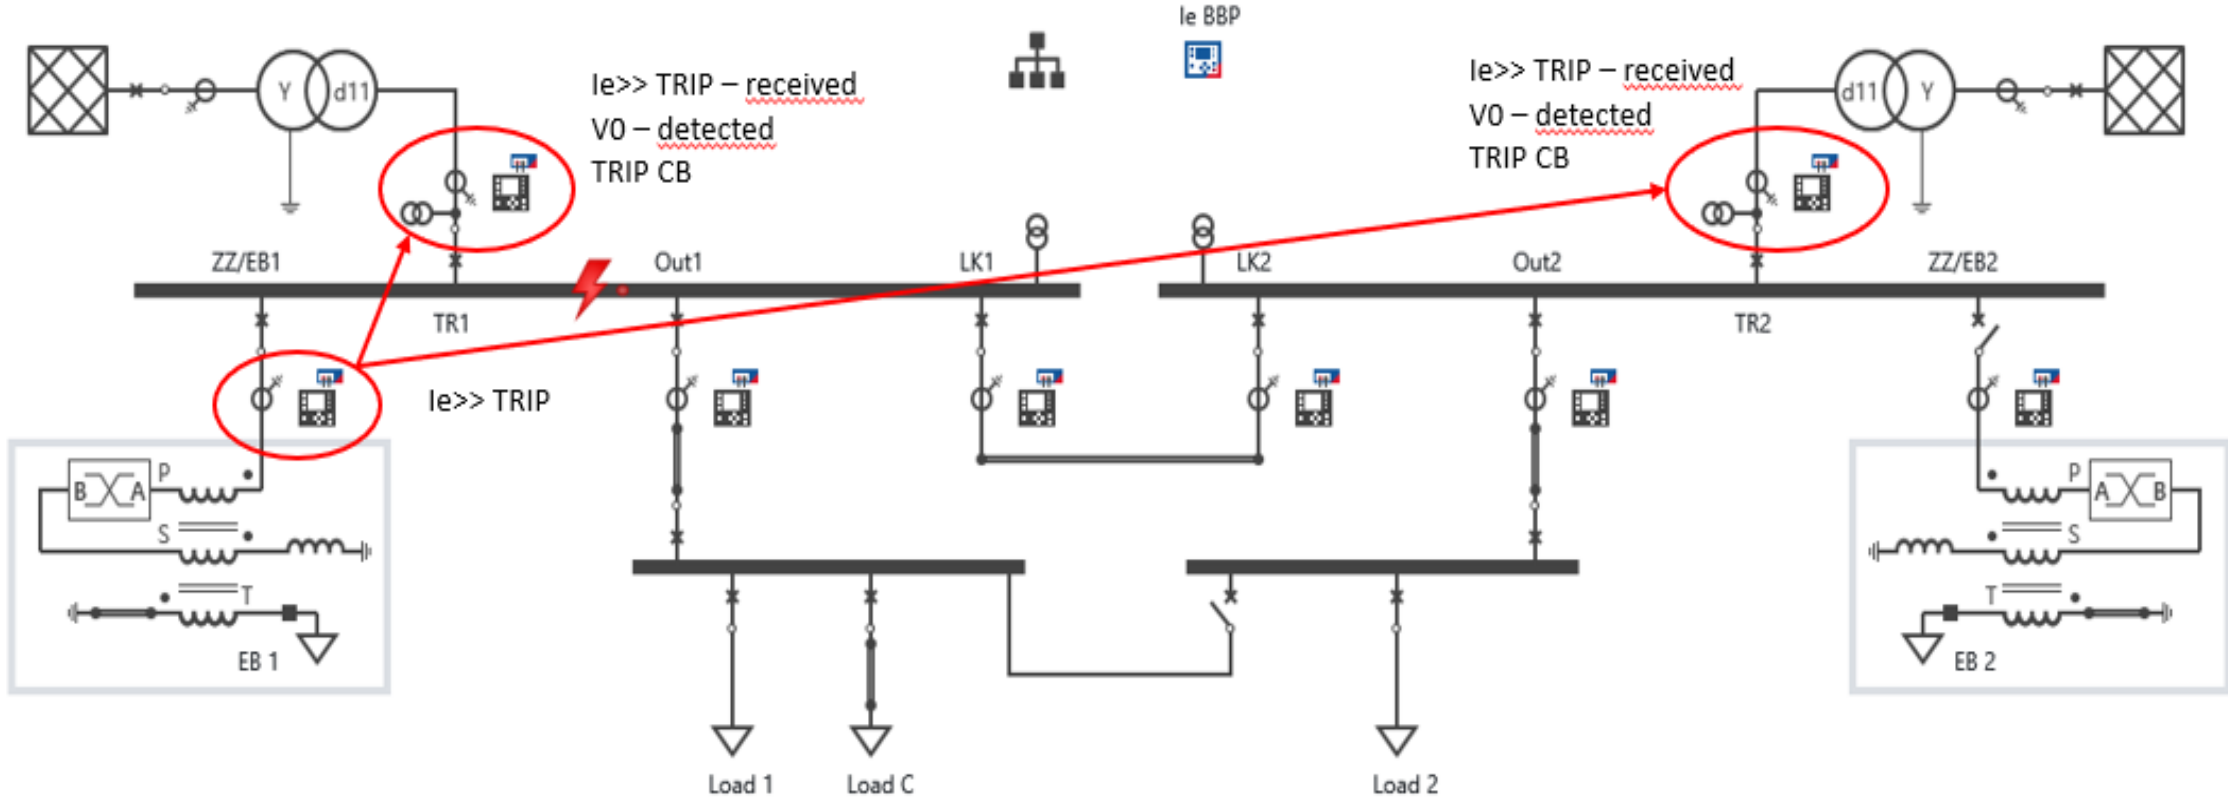 Ie BBP
Ie>> TRIP – received
V0 – detected
TRIP CB
Ie>> TRIP – received
V0 – detected
TRIP CB
Y
d11
d11
Y
ZZ/EB1
Out1
LK1
LK2
Out2
ZZ/EB2
TR1
TR2
Ie>> TRIP
B
A
P
S
T
EB 1
P
A
B
S
T
EB 2
Load 1
Load C
Load 2